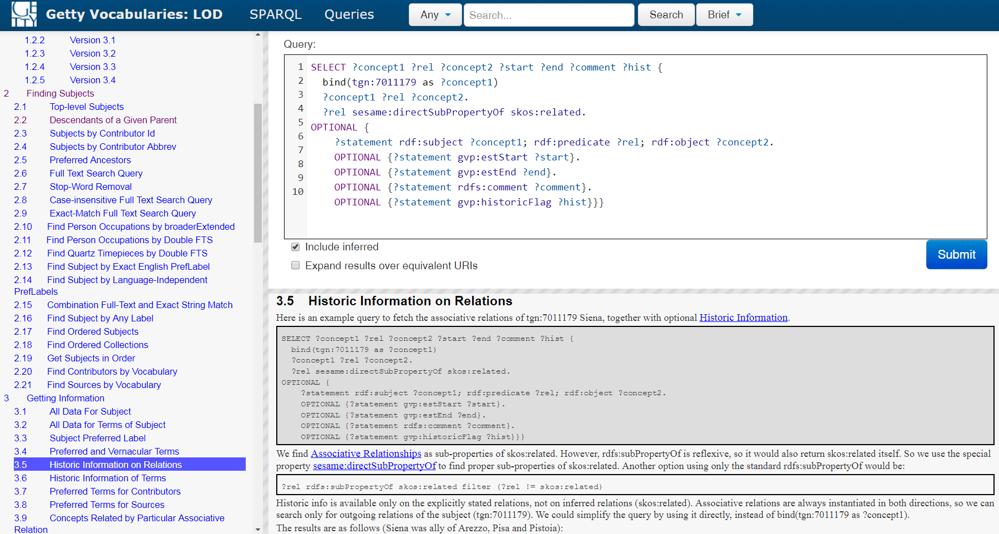 GETTY Getty Vocabularies: LOD SPARQL Queries Any Search... Search Brief
1.2.2 Version 3.1
1.2.3 Version 3.2
1.2.4 Version 3.3
1.2.5 Version 3.4
2 Finding Subjects
2.1 Top-level Subjects
2.2 Descendants of a Given Parent
2.3 Subjects by Contributor Id
2.4 Subjects by Contributor Abbrev
2.5 Preferred Ancestors
2.6 Full Text Search Query
2.7 Stop-Word Removal
2.8 Case-insensitive Full Text Search Query
2.9 Exact-Match Full Text Search Query
2.10 Find Person Occupations by broaderExtended
2.11 Find Person Occupations by Double FTS
2.12 Find Quartz Timepieces by Double FTS
2.13 Find Subject by Exact English PrefLabel
2.14 Find Subject by Language-Independent
PrefLabels
2.15 Combination Full-Text and Exact String Match
2.16 Find Subject by Any Label
2.17 Find Ordered Subjects
2.18 Find Ordered Collections
2.19 Get Subjects in Order
2.20 Find Contributors by Vocabulary
2.21 Find Sources by Vocabulary
3 Getting Information
3.1 All Data For Subject
3.2 All Data for Terms of Subject
3.3 Subject Preferred Label
3.4 Preferred and Vernacular Terms
3.5 Historic Information on Relations
3.6 Historic Information of Terms
3.7 Preferred Terms for Contributors
3.8 Preferred Terms for Sources
3.9 Concepts Related by Particular Associative
Relation
Query:
1 SELECT ?concept1 ?rel ?concept2 ?start ?end ?comment ?hist {
2 bind(tgn:7011179 as ?concept1)
3 ?concept1 ?rel ?concept2.
4 ?rel sesame:directSubPropertyOf skos:related.
5 OPTIONAL {
6 ?statement rdf:subject ?concept1; rdf:predicate ?rel; rdf:object ?concept2.
7 OPTIONAL {?statement gvp:estStart ?start}.
8 OPTIONAL {?statement gvp:estEnd ?end}.
9 OPTIONAL {?statement rdfs:comment ?comment}.
10 OPTIONAL {?statement gvp:historicFlag ?hist}}}
Include inferred
Expand results over equivalent URIs
Submit
3.5 Historic Information on Relations
Here is an example query to fetch the associative relations of tgn:7011179 Siena, together with optional Historic Information.
SELECT ?concept1 ?rel ?concept2 ?start ?end ?comment ?hist {
bind(tgn:7011179 as ?concept1)
?concept1 ?rel ?concept2.
?rel sesame:directSubPropertyOf skos:related.
OPTIONAL {
?statement rdf:subject ?concept1; rdf:predicate ?rel; rdf:object ?concept2.
OPTIONAL {?statement gvp:estStart ?start}.
OPTIONAL {?statement gvp:estEnd ?end}.
OPTIONAL {?statement rdfs:comment ?comment}.
OPTIONAL {?statement gvp:historicFlag ?hist}}}
We find Associative Relationships as sub-properties of skos:related. However, rdfs:subPropertyOf is reflexive, so it would also return skos:related itself. So we use the special
property sesame:directSubPropertyOf to find proper sub-properties of skos:related. Another option using only the standard rdfs:subPropertyOf would be:
?rel rdfs:subPropertyOf skos:related filter (?rel != skos:related)
Historic info is available only on the explicitly stated relations, not on inferred relations (skos:related). Associative relations are always instantiated in both directions, so we can
search only for outgoing relations of the subject (tgn:7011179). We could simplify the query by using it directly, instead of bind(tgn:7011179 as ?concept1).
The results are as follows (Siena was ally of Arezzo, Pisa and Pistoia):